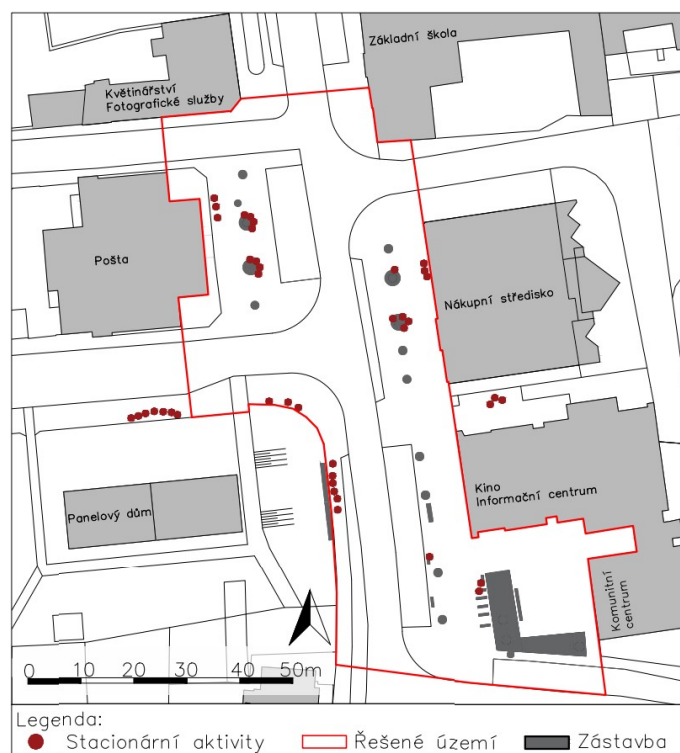 Základní škola
Květinářství
Fotografické služby
Pošta
Nákupní středisko
Kino
Informační centrum
Panelový dům
Komunitní
centrum
0 10 20 30 40 50m
Legenda:
Stacionární aktivity
Řešené území
Zástavba